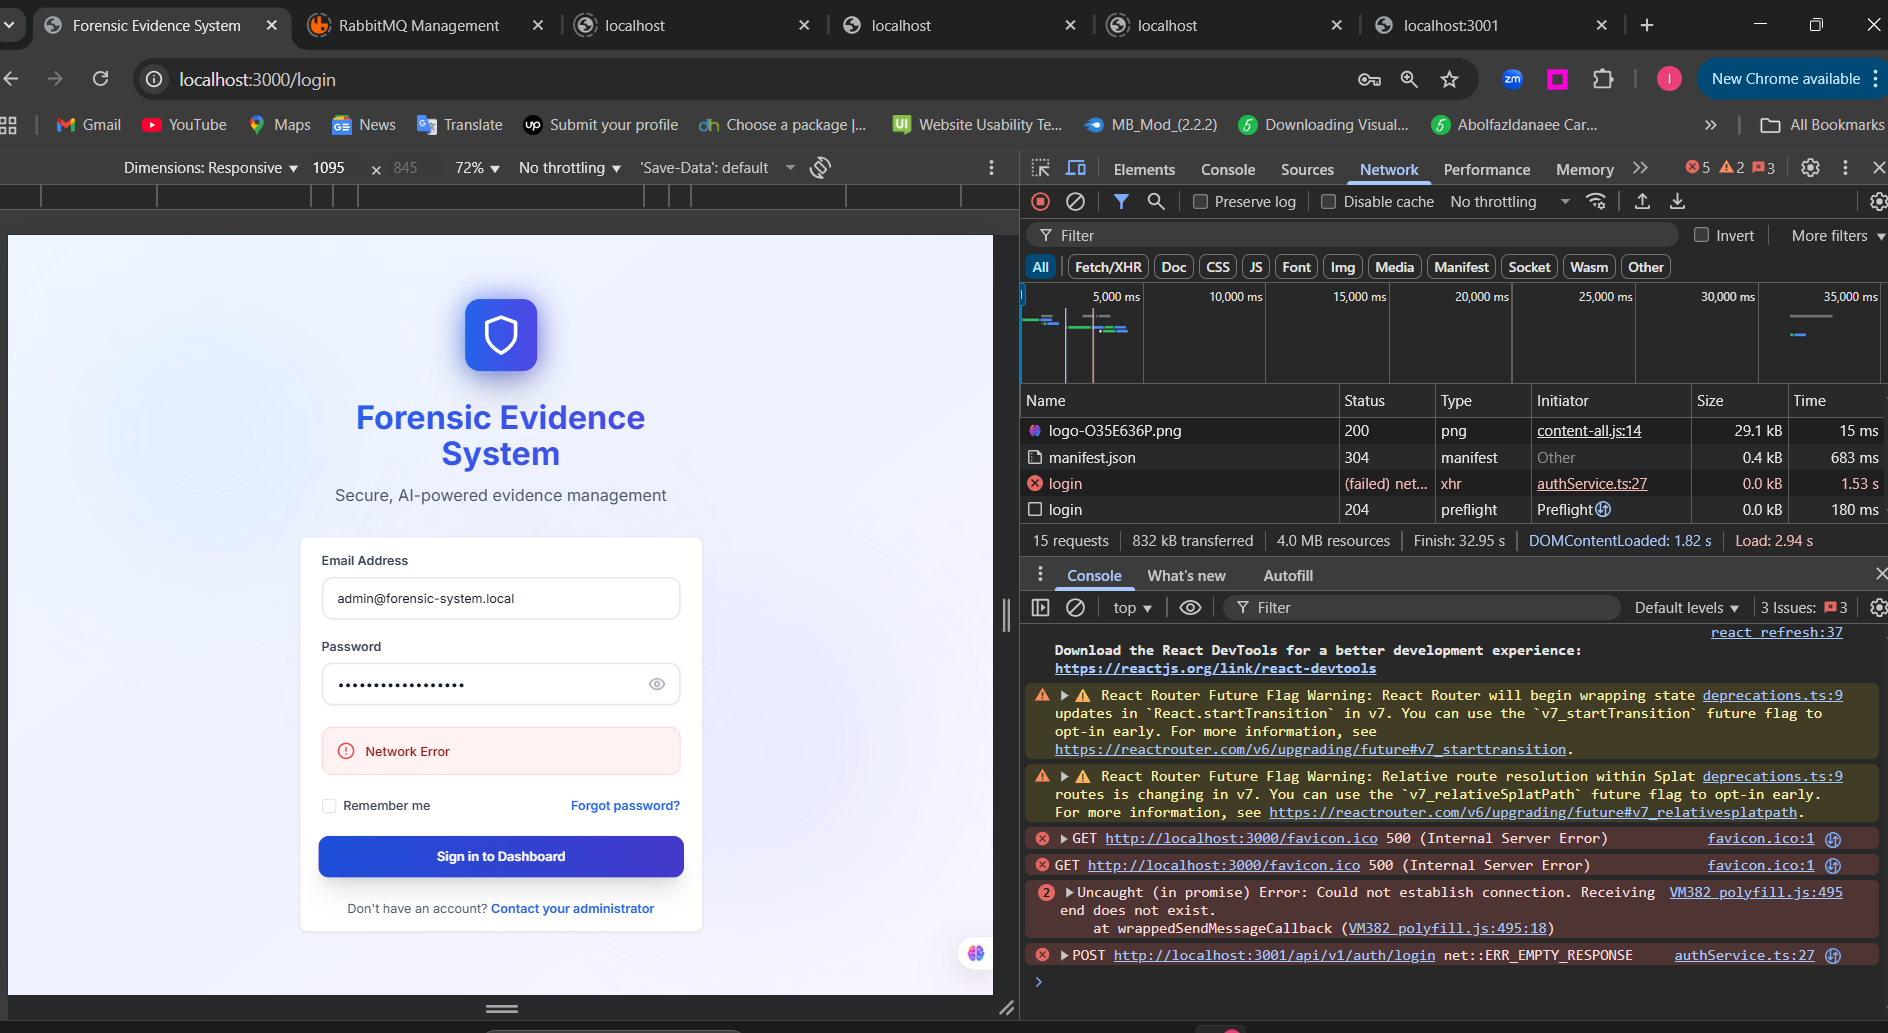 Forensic Evidence System
RabbitMQ Management
localhost
localhost
localhost
localhost:3001
localhost:3000/login
zm
I
New Chrome available
Gmail
YouTube
Maps
News
Translate
Submit your profile
Choose a package |...
Website Usability Te...
MB_Mod_(2.2.2)
Downloading Visual...
AbolfazIdanaee Car...
»
All Bookmarks
Dimensions: Responsive ▼ 1095 × 845 72% ▼ No throttling ▼ 'Save-Data': default
Elements Console Sources Network Performance Memory » 5 2 3
Preserve log Disable cache No throttling
Filter Invert More filters
All Fetch/XHR Doc CSS JS Font Img Media Manifest Socket Wasm Other
5,000 ms 10,000 ms 15,000 ms 20,000 ms 25,000 ms 30,000 ms 35,000 ms
Name Status Type Initiator Size Time
logo-O35E636P.png 200 png content-all.js:14 29.1 kB 15 ms
manifest.json 304 manifest Other 0.4 kB 683 ms
login (failed) net... xhr authService.ts:27 0.0 kB 1.53 s
login 204 preflight Preflight 0.0 kB 180 ms
15 requests 832 kB transferred 4.0 MB resources Finish: 32.95 s DOMContentLoaded: 1.82 s Load: 2.94 s
Console What's new Autofill
top ▼ Filter Default levels ▼ 3 Issues: 3
react refresh:37
Download the React DevTools for a better development experience:
https://reactjs.org/link/react-devtools
React Router Future Flag Warning: React Router will begin wrapping state deprecations.ts:9
updates in `React.startTransition` in v7. You can use the `v7_startTransition` future flag to
opt-in early. For more information, see
https://reactrouter.com/v6/upgrading/future#v7_starttransition.
React Router Future Flag Warning: Relative route resolution within Splat deprecations.ts:9
routes is changing in v7. You can use the `v7_relativeSplatPath` future flag to opt-in early.
For more information, see https://reactrouter.com/v6/upgrading/future#v7_relativesplatpath.
GET http://localhost:3000/favicon.ico 500 (Internal Server Error) favicon.ico:1
GET http://localhost:3000/favicon.ico 500 (Internal Server Error) favicon.ico:1
2 Uncaught (in promise) Error: Could not establish connection. Receiving VM382 polyfill.js:495
end does not exist.
at wrappedSendMessageCallback (VM382 polyfill.js:495:18)
POST http://localhost:3001/api/v1/auth/login net::ERR_EMPTY_RESPONSE authService.ts:27
Forensic Evidence
System
Secure, AI-powered evidence management
Email Address
admin@forensic-system.local
Password
••••••••••••••••••
Network Error
Remember me Forgot password?
Sign in to Dashboard
Don't have an account? Contact your administrator